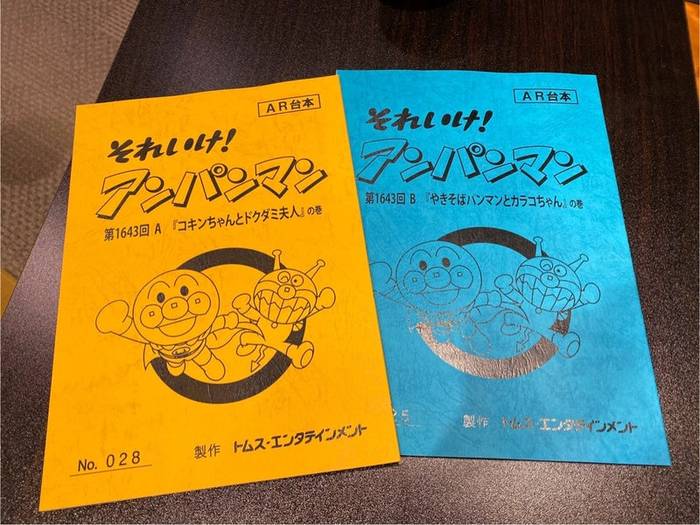 AR台本
それいけ!
アンパンマン
第1643回 A 『コキンちゃんとドクダミ夫人』の巻
No. 028
製作 トムス・エンタテインメント
AR台本
それいけ!
アンパンマン
第1643回 B 『やきそばパンマンとカラコちゃん』の巻
製作 トムス・エンタテインメント